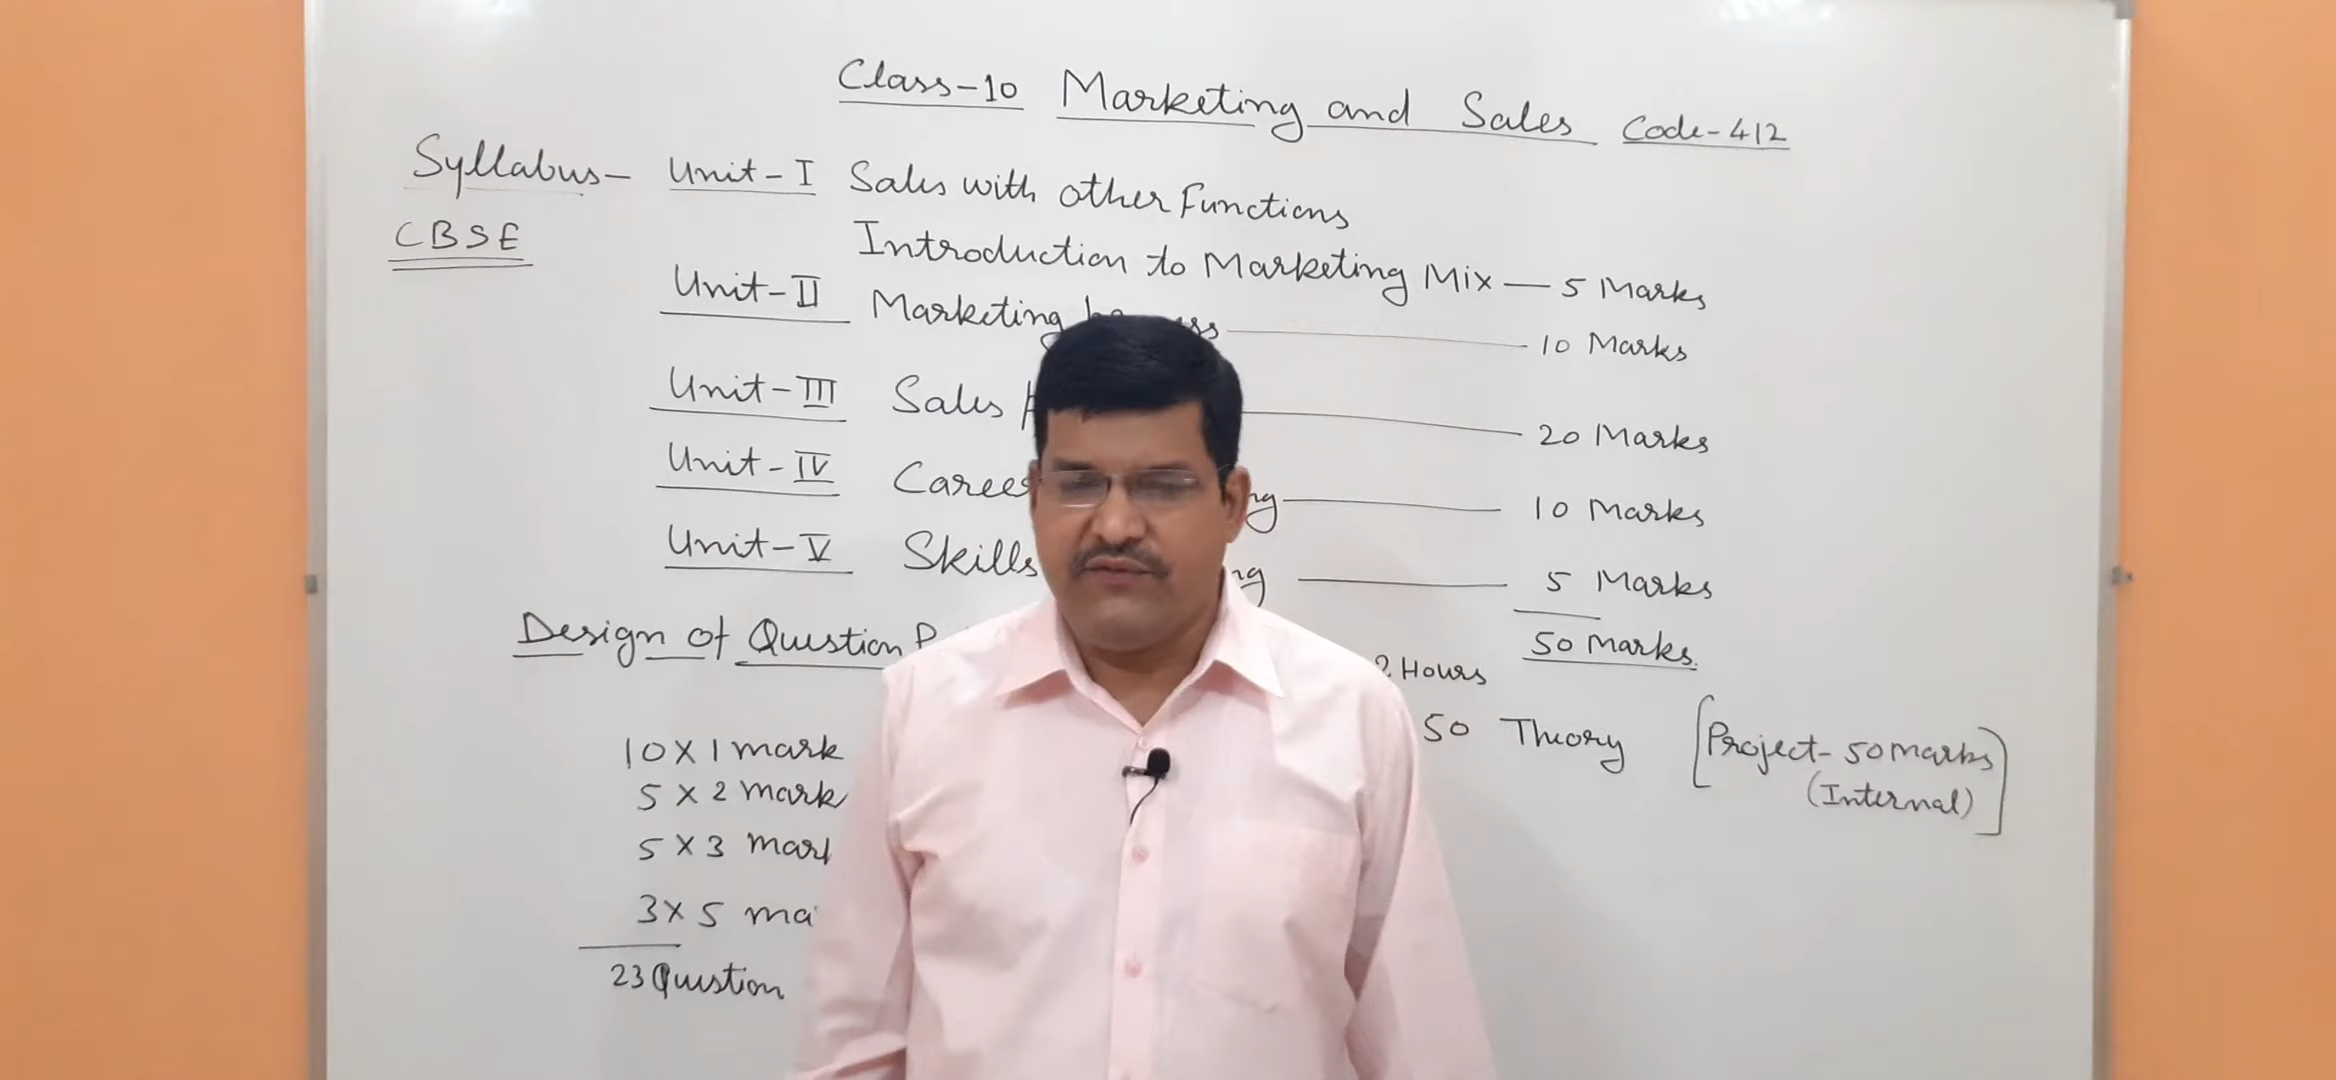 Class-10 Marketing and Sales Code-412
Syllabus- Unit-I Sales with other Functions
CBSE
Introduction to Marketing Mix — 5 Marks
Unit-II Marketing — 10 Marks
Unit-III Sales — 20 Marks
Unit-IV — 10 Marks
Unit-V Skills — 5 Marks
50 Marks.
Design of Question
Hours
50 Theory [Project- 50 marks
(Internal)]
10 X 1 mark
5 X 2 mark
5 X 3
3 X 5
23 Question